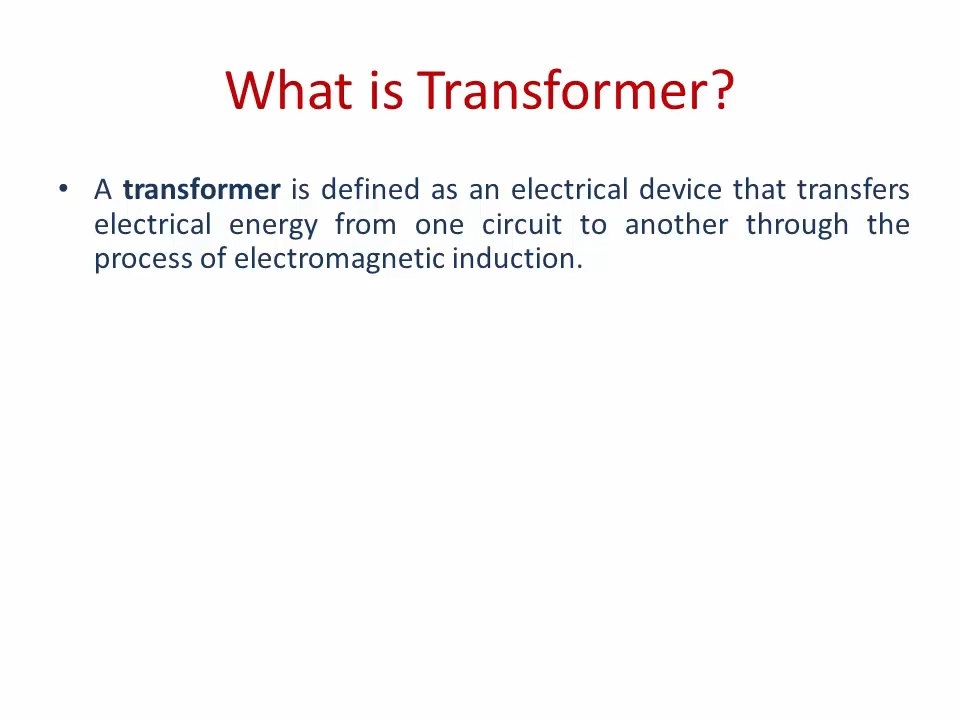 What is Transformer?
• A transformer is defined as an electrical device that transfers
electrical energy from one circuit to another through the
process of electromagnetic induction.